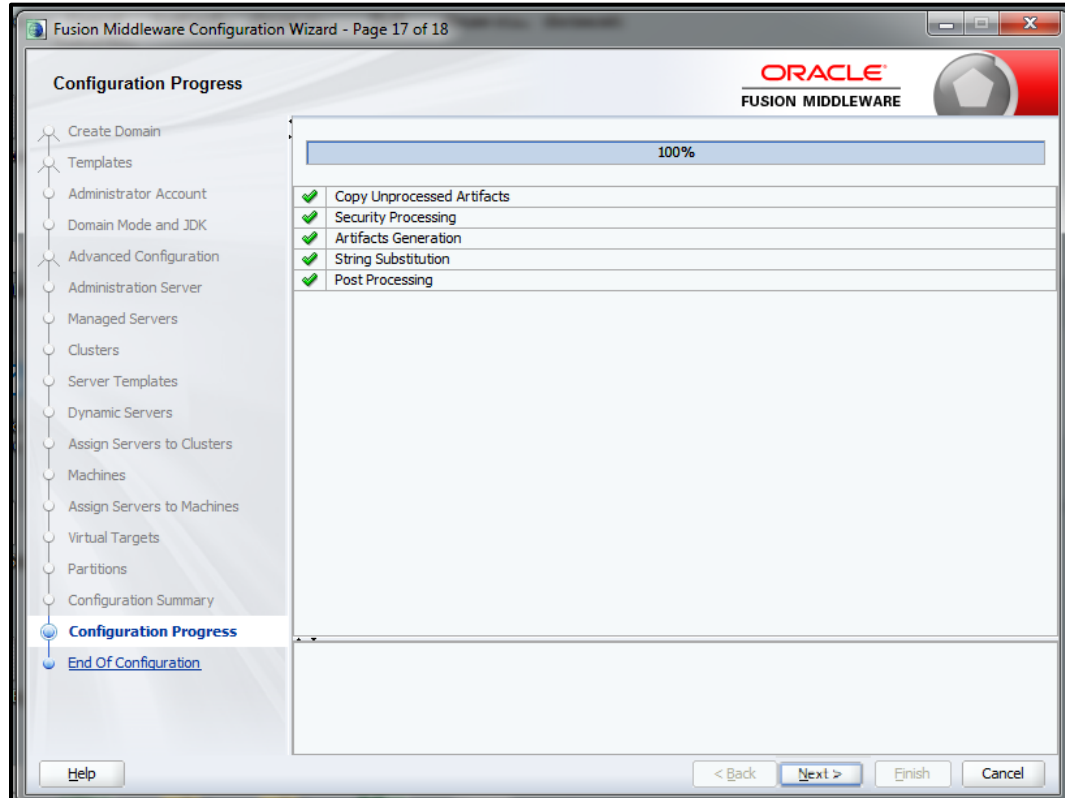 Fusion Middleware Configuration Wizard - Page 17 of 18
Configuration Progress
ORACLE
FUSION MIDDLEWARE
Create Domain
Templates
Administrator Account
Domain Mode and JDK
Advanced Configuration
Administration Server
Managed Servers
Clusters
Server Templates
Dynamic Servers
Assign Servers to Clusters
Machines
Assign Servers to Machines
Virtual Targets
Partitions
Configuration Summary
Configuration Progress
End Of Configuration
100%
Copy Unprocessed Artifacts
Security Processing
Artifacts Generation
String Substitution
Post Processing
Help
< Back
Next >
Finish
Cancel